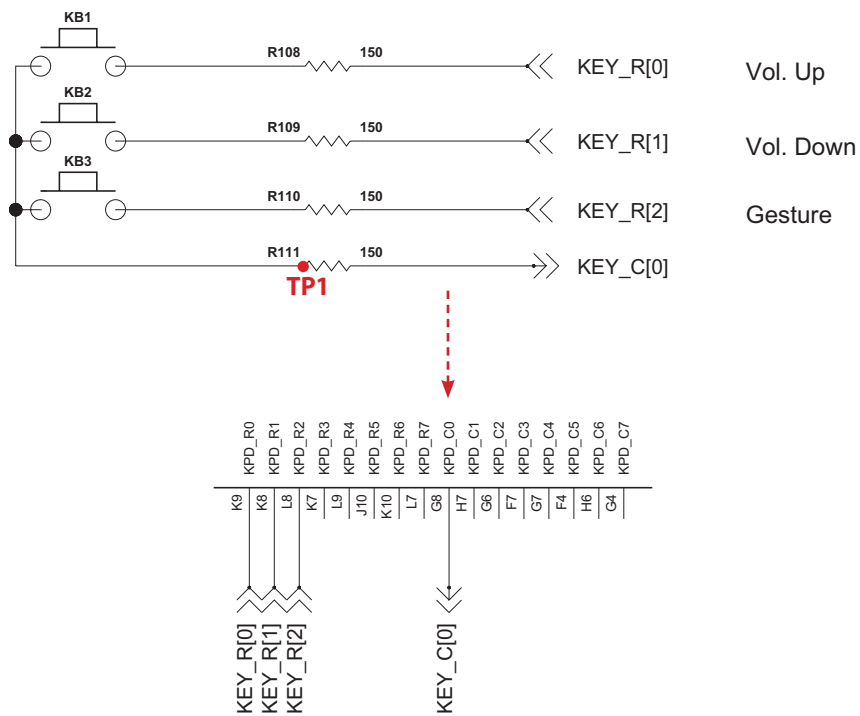 KB1
R108 150 KEY_R[0] Vol. Up
KB2
R109 150 KEY_R[1] Vol. Down
KB3
R110 150 KEY_R[2] Gesture
R111 150 KEY_C[0]
TP1
KPD_R0 KPD_R1 KPD_R2 KPD_R3 KPD_R4 KPD_R5 KPD_R6 KPD_R7 KPD_C0 KPD_C1 KPD_C2 KPD_C3 KPD_C4 KPD_C5 KPD_C6 KPD_C7
K9 K8 L8 K7 L9 J10 K10 L7 G8 H7 G6 F7 G7 F4 H6 G4
KEY_R[0] KEY_R[1] KEY_R[2] KEY_C[0]